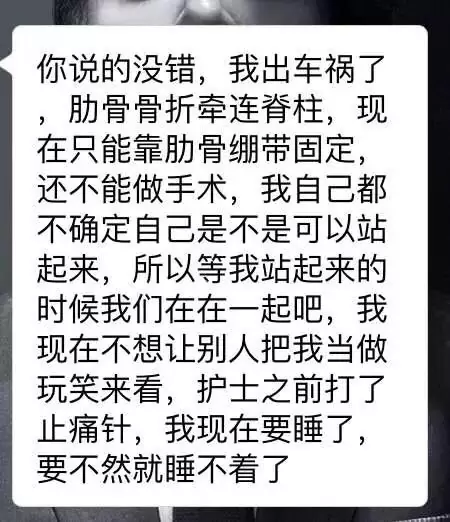 你说的没错，我出车祸了
，肋骨骨折牵连脊柱，现
在只能靠肋骨绷带固定，
还不能做手术，我自己都
不确定自己是不是可以站
起来，所以等我站起来的
时候我们在在一起吧，我
现在不想让别人把我当做
玩笑来看，护士之前打了
止痛针，我现在要睡了，
要不然就睡不着了